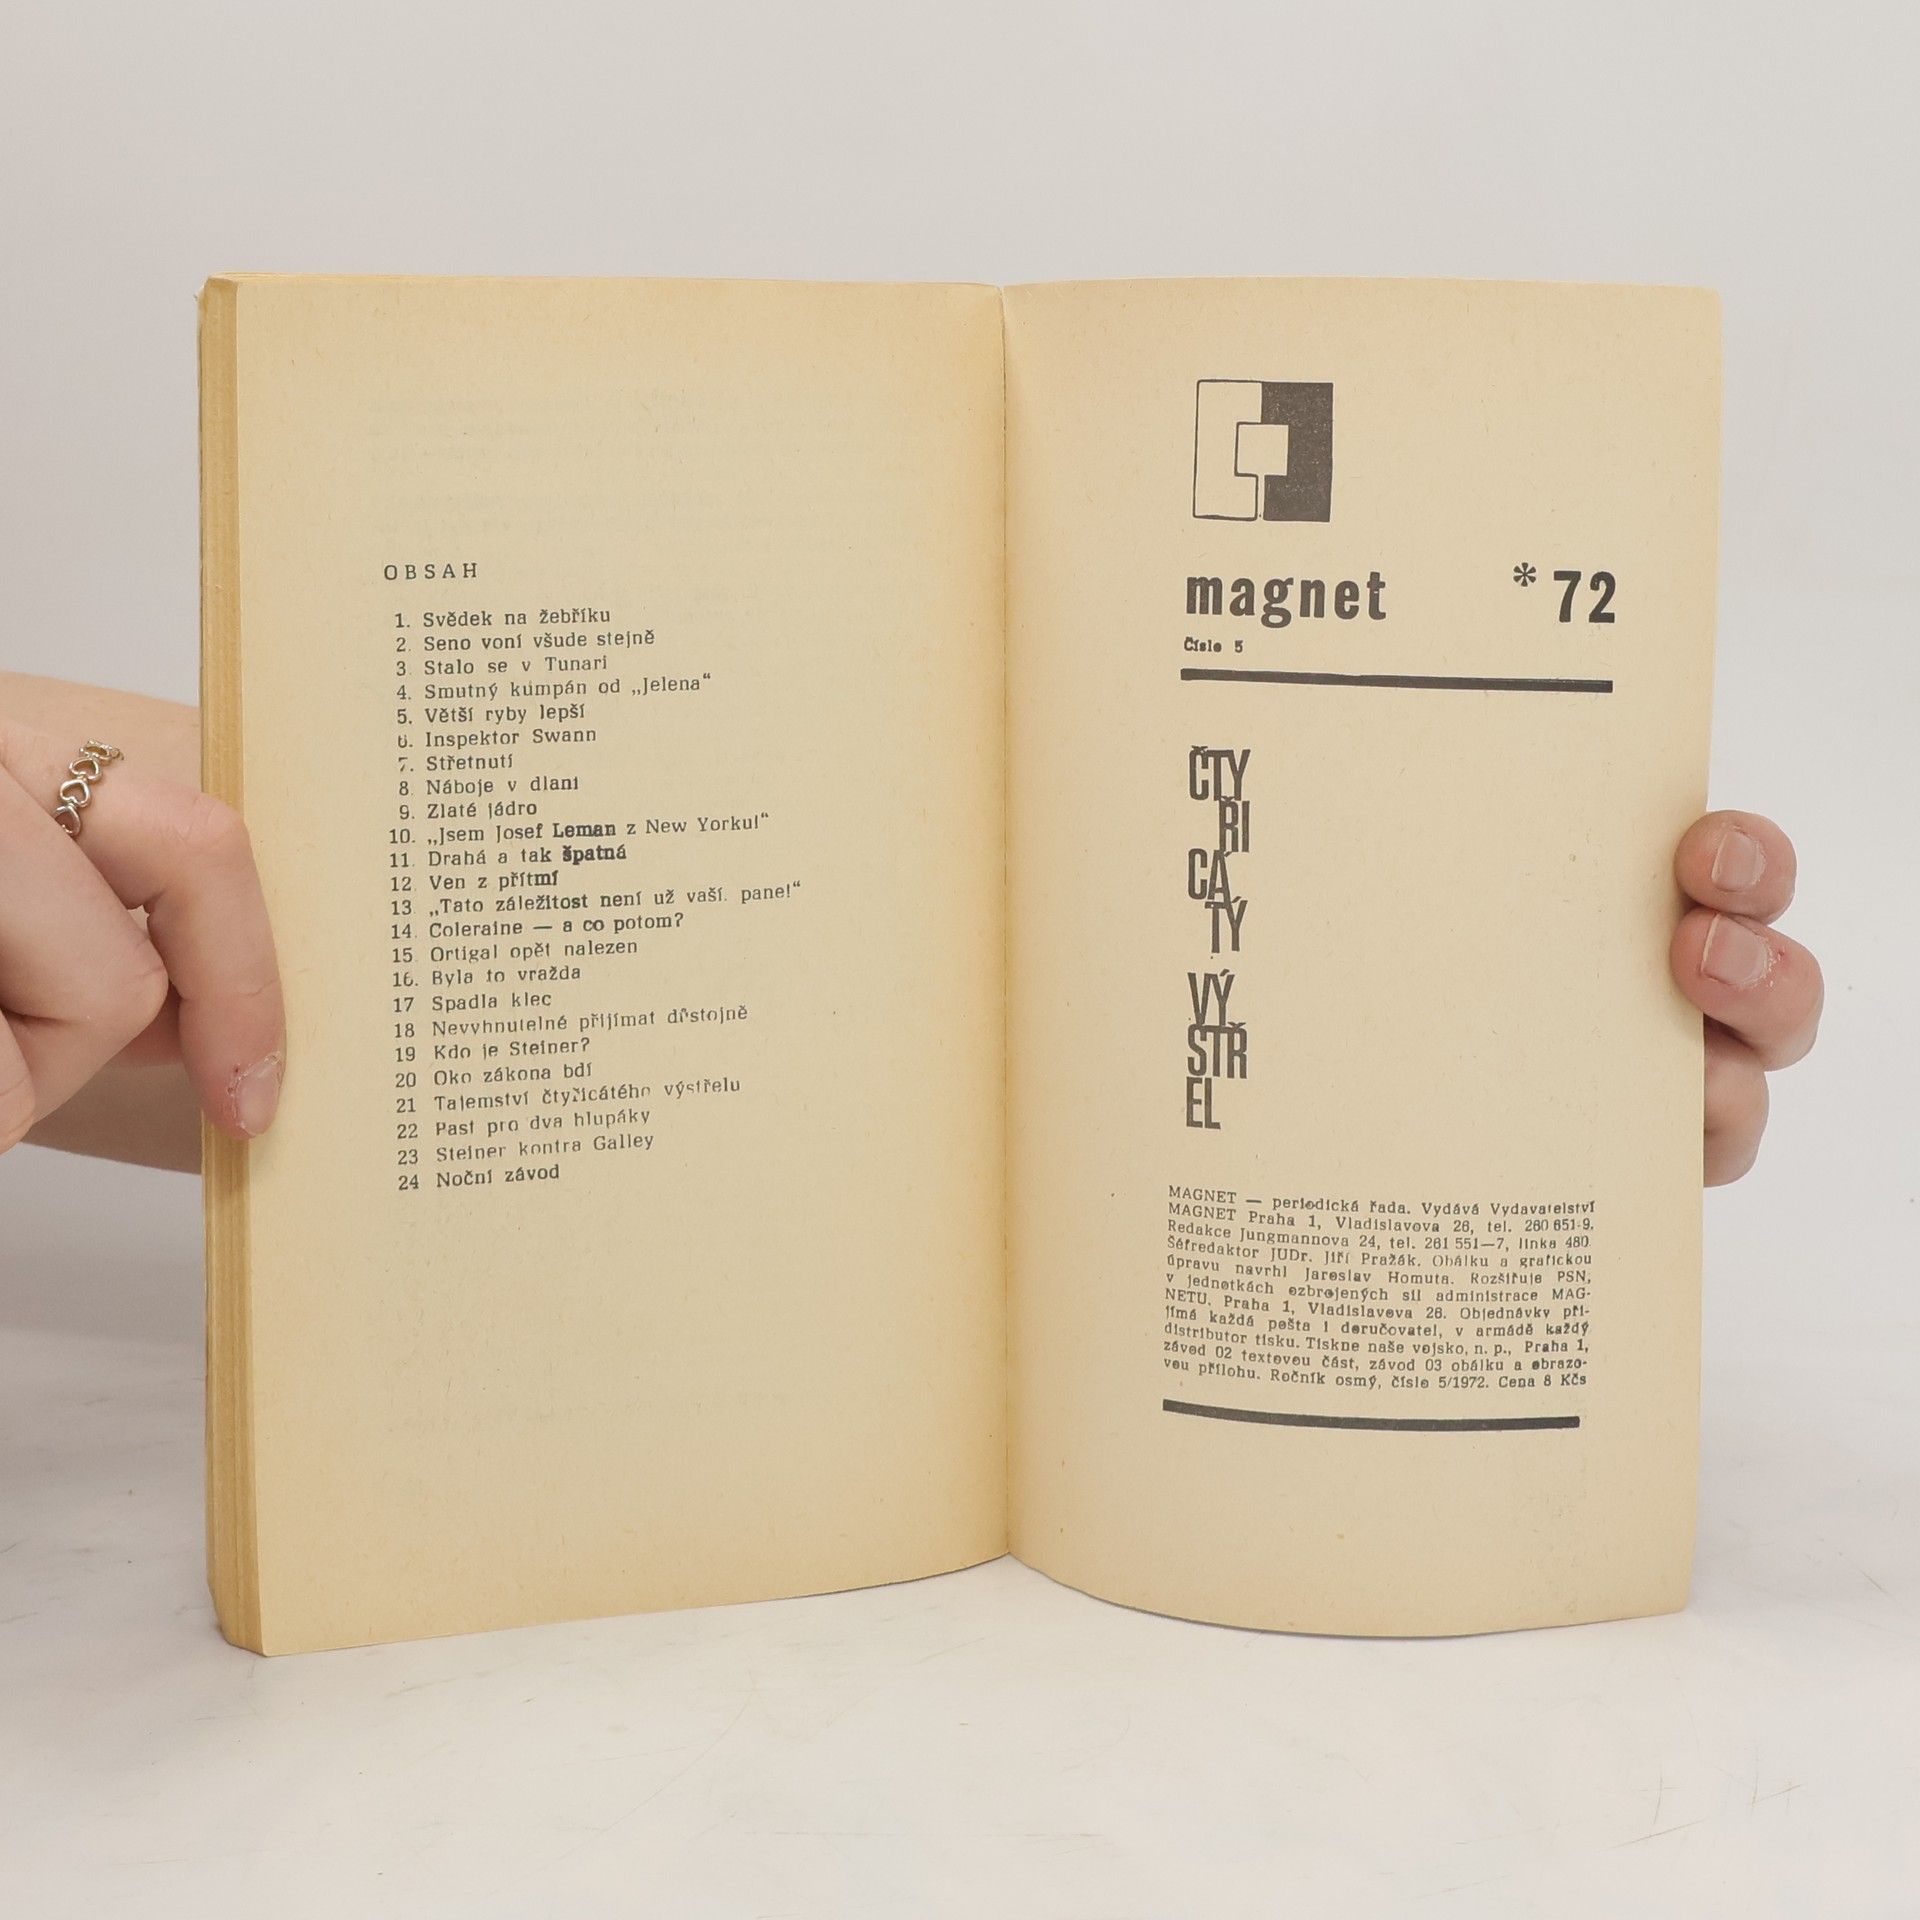 OBSAH
1. Svědek na žebříku
2. Seno voní všude stejně
3. Stalo se v Tunari
4. Smutný kumpán od „Jelena“
5. Větší ryby lepší
6. Inspektor Swann
7. Střetnutí
8. Náboje v dlani
9. Zlaté jádro
10. „Jsem Josef Leman z New Yorku!“
11. Drahá a tak špatná
12. Ven z přítmí
13. „Tato záležitost není už vaší. pane!“
14. Coleraine — a co potom?
15. Ortigal opět nalezen
16. Byla to vražda
17 Spadla klec
18 Nevyhnutelné přijímat důstojně
19 Kdo je Steiner?
20 Oko zákona bdí
21 Tajemství čtyřicátého výstřelu
22 Past pro dva hlupáky
23 Steiner kontra Galley
24 Noční závod
magnet * 72
Číslo 5
ČTY
ŘI
CÁ
TÝ
VÝ
STŘ
EL
MAGNET — periodická řada. Vydává Vydavatelství
MAGNET Praha 1, Vladislavova 26, tel. 260 651-9.
Redakce Jungmannova 24, tel. 261 551—7, linka 480.
Šéfredaktor JUDr. Jiří Pražák. Obálku a grafickou
úpravu navrhl Jaroslav Homuta. Rozšiřuje PSN,
v jednotkách ozbrojených sil administrace MAG-
NETU, Praha 1, Vladislavova 26. Objednávky při-
jímá každá pošta i doručovatel, v armádě každý
distributor tisku. Tiskne naše vojsko, n. p., Praha 1,
závod 02 textovou část, závod 03 obálku a obrazo-
vou přílohu. Ročník osmý, číslo 5/1972. Cena 8 Kčs